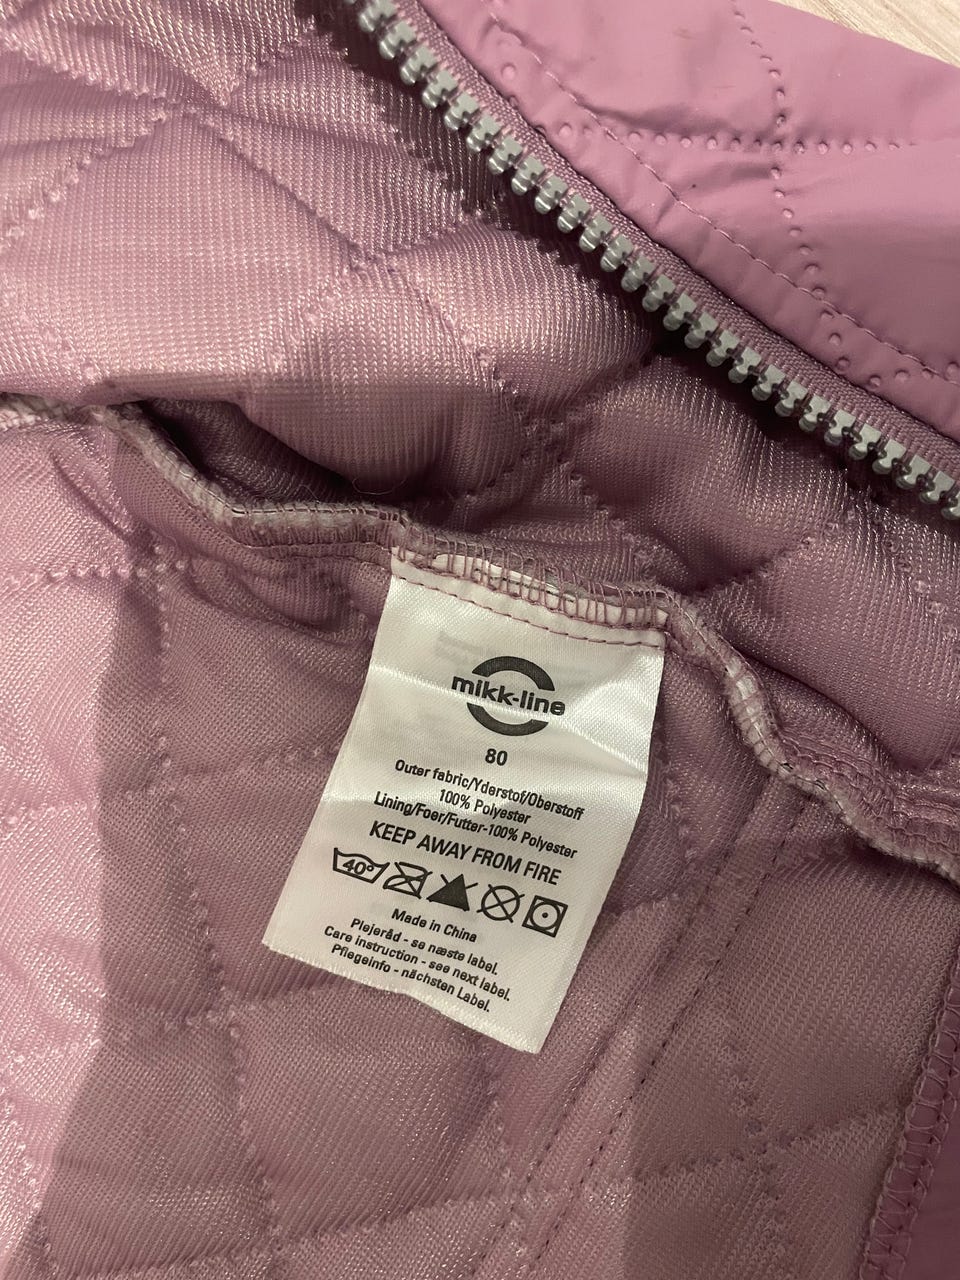 mikk-line
80
Outer fabric/Yderstof/Oberstoff
100% Polyester
Lining/Foer/Futter-100% Polyester
KEEP AWAY FROM FIRE
40°
Made in China
Plejeråd - se næste label.
Care instruction - see next label.
Pflegeinfo - nächsten Label.